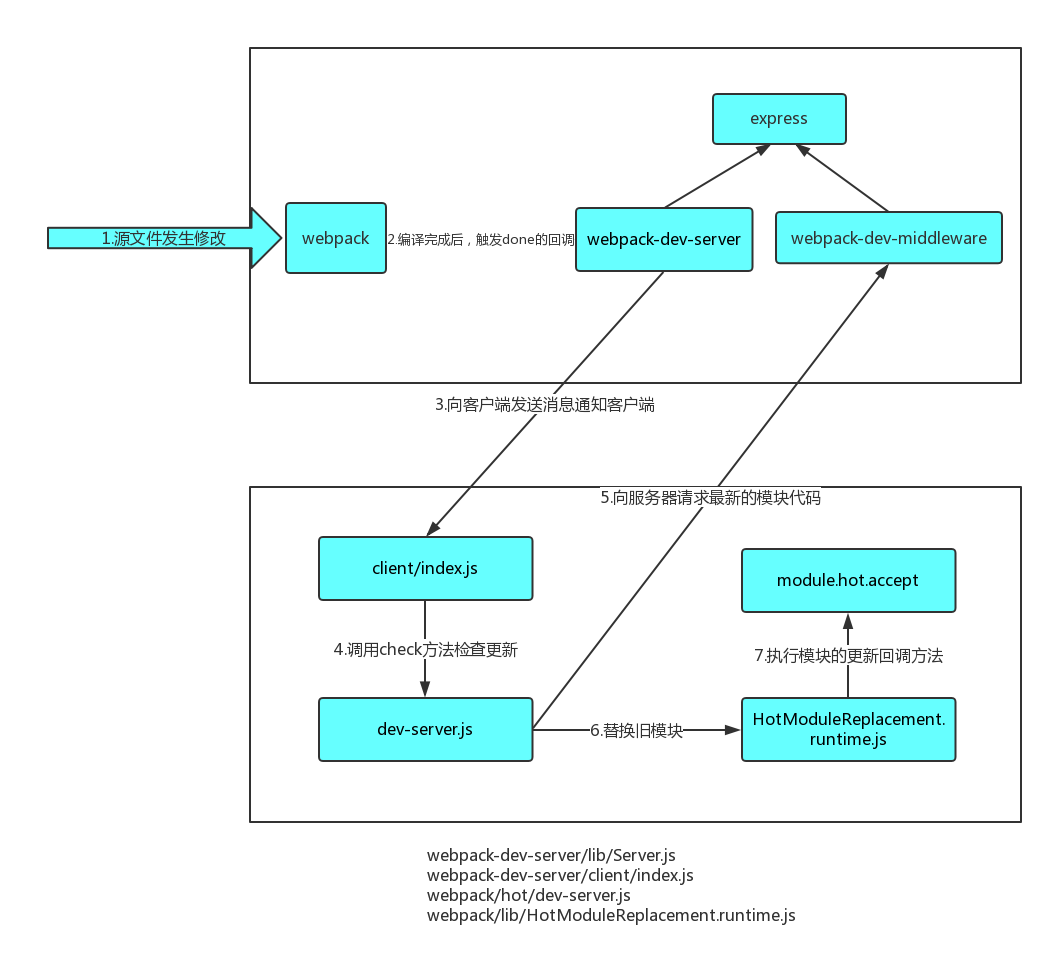 express
1.源文件发生修改
webpack
2.编译完成后，触发done的回调
webpack-dev-server
webpack-dev-middleware
3.向客户端发送消息通知客户端
5.向服务器请求最新的模块代码
client/index.js
module.hot.accept
4.调用check方法检查更新
7.执行模块的更新回调方法
dev-server.js
6.替换旧模块
HotModuleReplacement.
runtime.js
webpack-dev-server/lib/Server.js
webpack-dev-server/client/index.js
webpack/hot/dev-server.js
webpack/lib/HotModuleReplacement.runtime.js